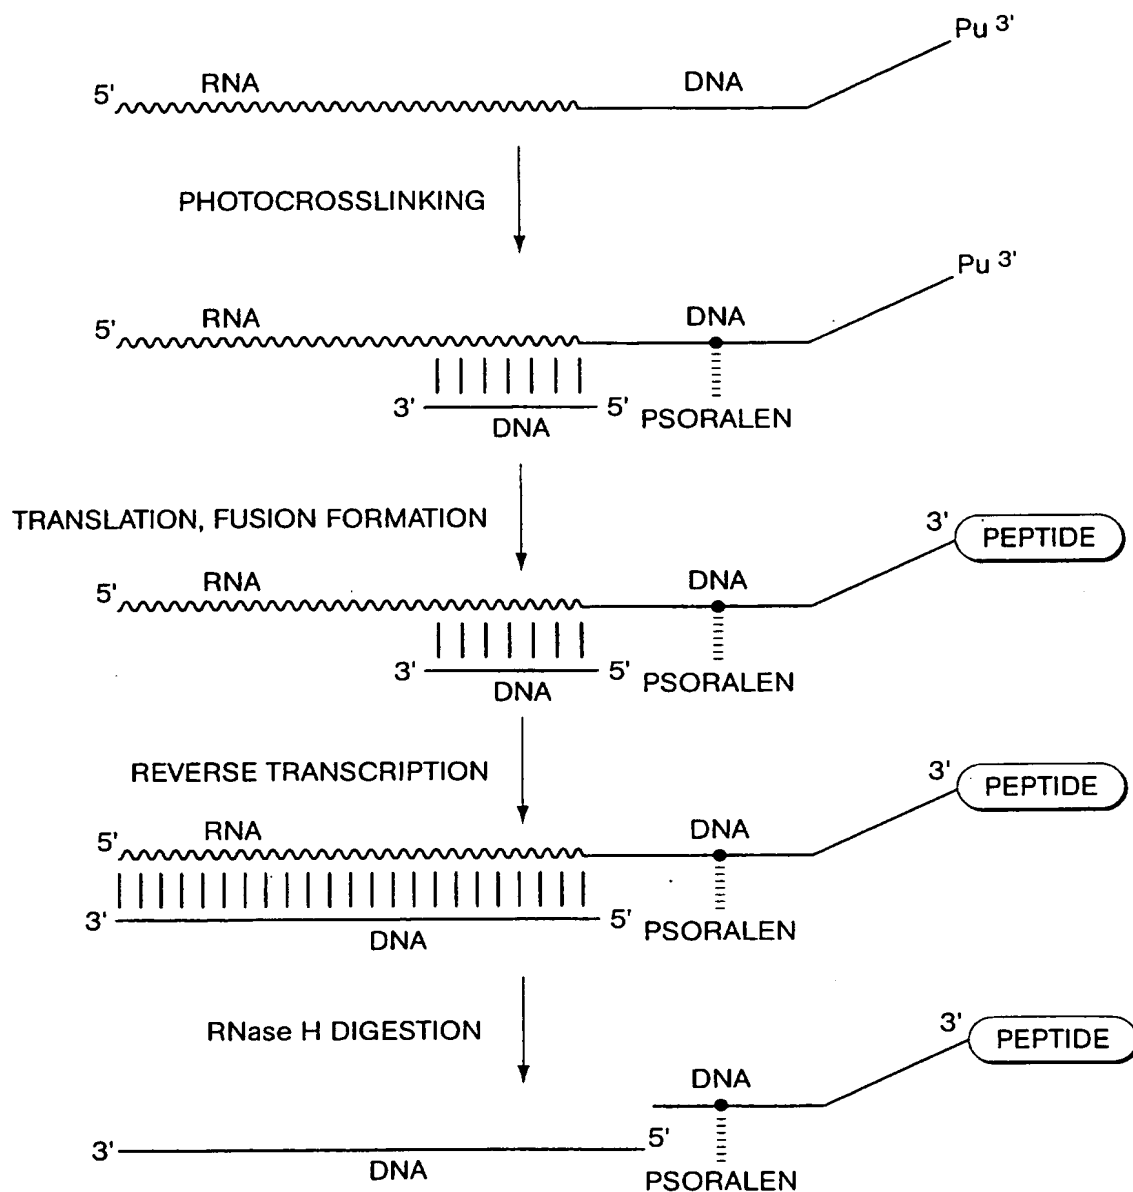 Pu 3'
5' RNA DNA
PHOTOCROSSLINKING
Pu 3'
5' RNA DNA
3' DNA 5' PSORALEN
TRANSLATION, FUSION FORMATION
3' PEPTIDE
5' RNA DNA
3' DNA 5' PSORALEN
REVERSE TRANSCRIPTION
3' PEPTIDE
5' RNA DNA
3' DNA 5' PSORALEN
RNase H DIGESTION
3' PEPTIDE
DNA
3' DNA 5' PSORALEN